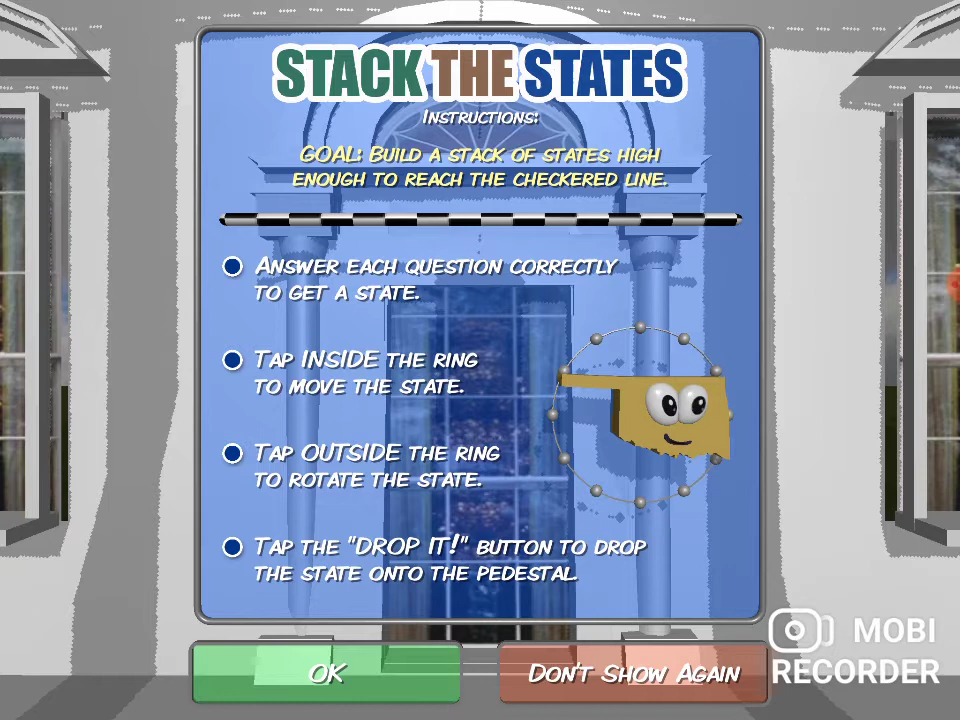 STACK THE STATES
INSTRUCTIONS:
GOAL: BUILD A STACK OF STATES HIGH
ENOUGH TO REACH THE CHECKERED LINE.
ANSWER EACH QUESTION CORRECTLY
TO GET A STATE.
TAP INSIDE THE RING
TO MOVE THE STATE.
TAP OUTSIDE THE RING
TO ROTATE THE STATE.
TAP THE "DROP IT!" BUTTON TO DROP
THE STATE ONTO THE PEDESTAL.
OK
DON'T SHOW AGAIN
MOBI
RECORDER